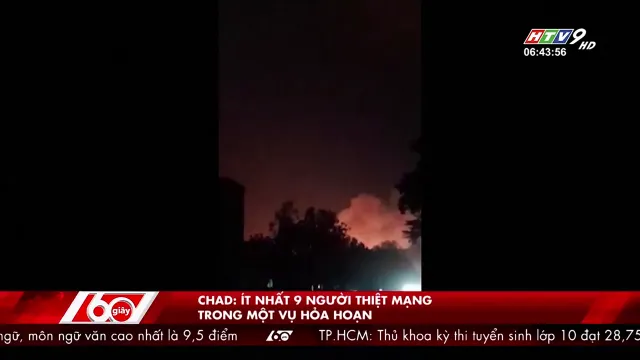 HTV9 HD
06:43:56
60 giây
CHAD: ÍT NHẤT 9 NGƯỜI THIỆT MẠNG
TRONG MỘT VỤ HỎA HOẠN
ngữ, môn ngữ văn cao nhất là 9,5 điểm 60 TP.HCM: Thủ khoa kỳ thi tuyển sinh lớp 10 đạt 28,75